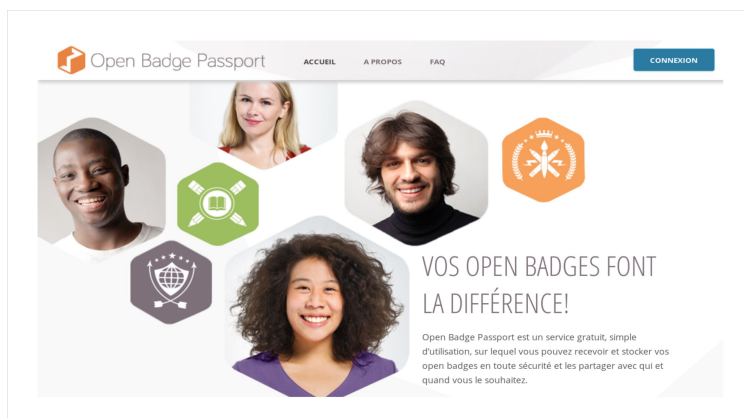 Open Badge Passport
ACCUEIL A PROPOS FAQ
CONNEXION
VOS OPEN BADGES FONT
LA DIFFÉRENCE!
Open Badge Passport est un service gratuit, simple
d'utilisation, sur lequel vous pouvez recevoir et stocker vos
open badges en toute sécurité et les partager avec qui et
quand vous le souhaitez.